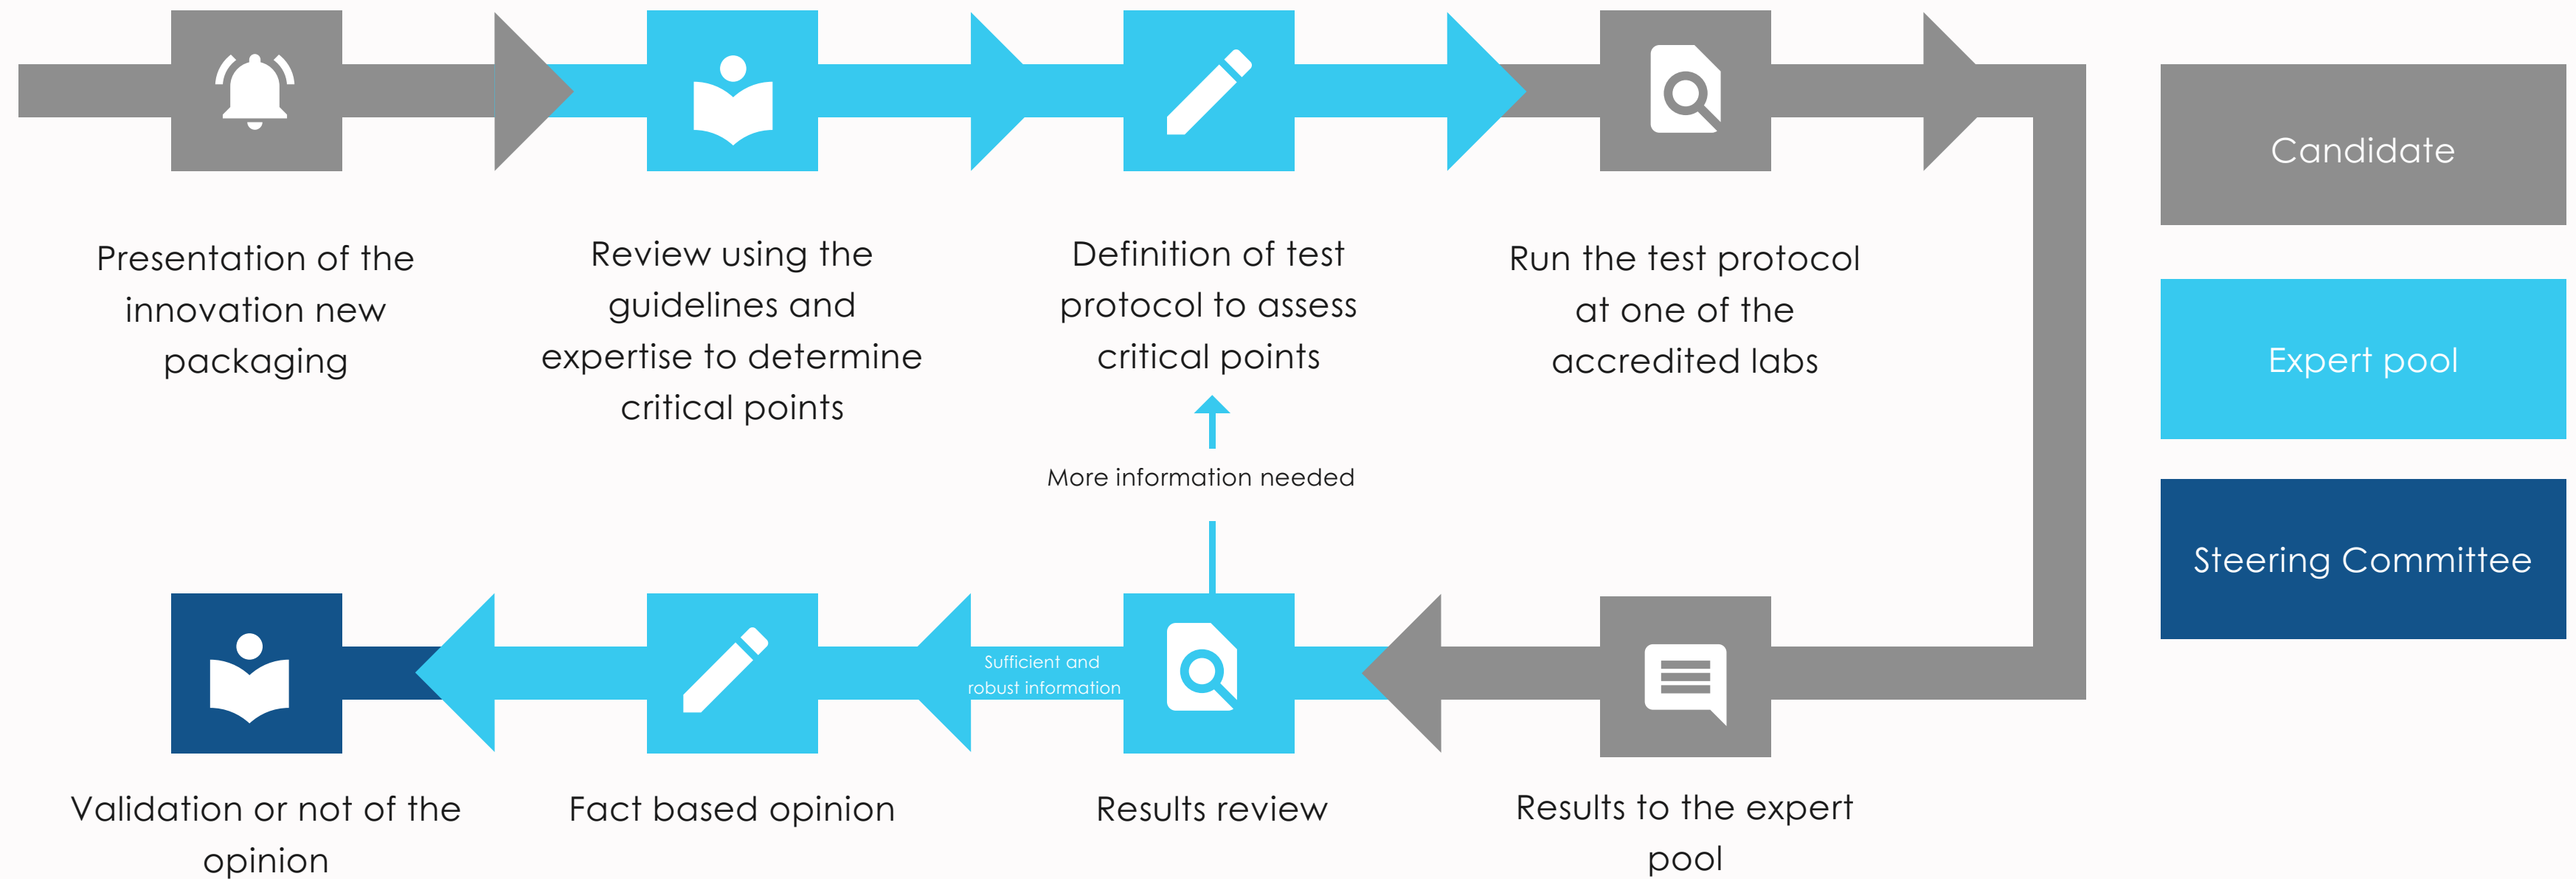 Presentation of the
innovation new
packaging
Review using the
guidelines and
expertise to determine
critical points
Definition of test
protocol to assess
critical points
Run the test protocol
at one of the
accredited labs
Candidate
Expert pool
Steering Committee
More information needed
Sufficient and
robust information
Validation or not of the
opinion
Fact based opinion
Results review
Results to the expert
pool